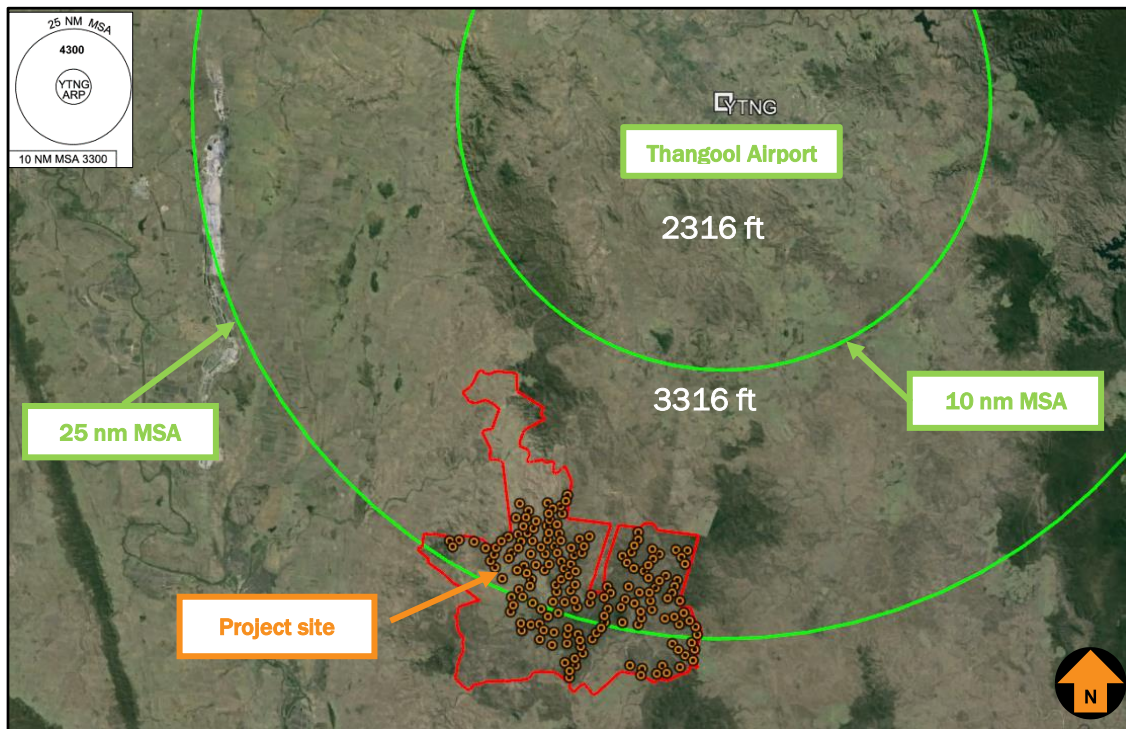 25 NM MSA
4300
YTNG
ARP
10 NM MSA 3300
YTNG
Thangool Airport
2316 ft
3316 ft
25 nm MSA
10 nm MSA
Project site
N